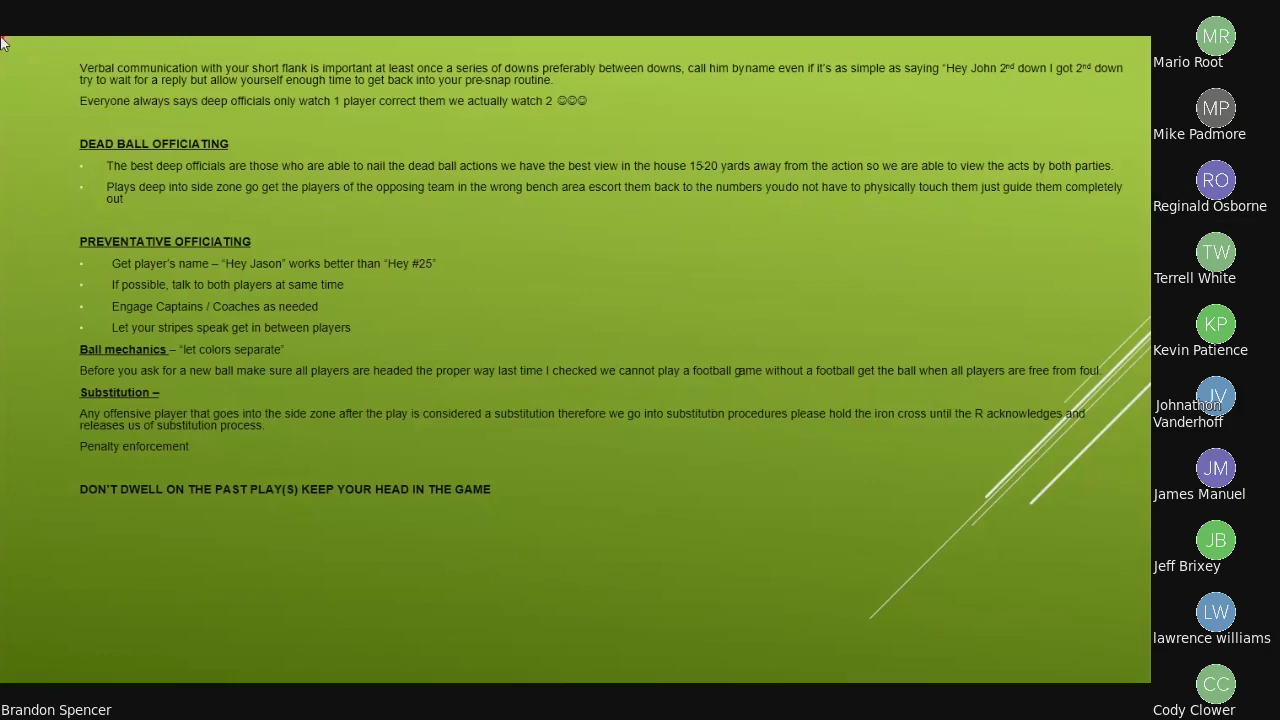 Verbal communication with your short flank is important at least once a series of downs preferably between downs, call him by name even if it's as simple as saying "Hey John 2nd down I got 2nd down
try to wait for a reply but allow yourself enough time to get back into your pre-snap routine.
Everyone always says deep officials only watch 1 player correct them we actually watch 2 ☺☺☺
DEAD BALL OFFICIATING
• The best deep officials are those who are able to nail the dead ball actions we have the best view in the house 15-20 yards away from the action so we are able to view the acts by both parties.
• Plays deep into side zone go get the players of the opposing team in the wrong bench area escort them back to the numbers you do not have to physically touch them just guide them completely
out
PREVENTATIVE OFFICIATING
• Get player's name – "Hey Jason" works better than "Hey #25"
• If possible, talk to both players at same time
• Engage Captains / Coaches as needed
• Let your stripes speak get in between players
Ball mechanics – "let colors separate"
Before you ask for a new ball make sure all players are headed the proper way last time I checked we cannot play a football game without a football get the ball when all players are free from foul.
Substitution –
Any offensive player that goes into the side zone after the play is considered a substitution therefore we go into substitution procedures please hold the iron cross until the R acknowledges and
releases us of substitution process.
Penalty enforcement
DON'T DWELL ON THE PAST PLAY(S) KEEP YOUR HEAD IN THE GAME
Brandon Spencer
MR
Mario Root
MP
Mike Padmore
RO
Reginald Osborne
TW
Terrell White
KP
Kevin Patience
JV
Johnathon
Vanderhoff
JM
James Manuel
JB
Jeff Brixey
LW
lawrence williams
CC
Cody Clower